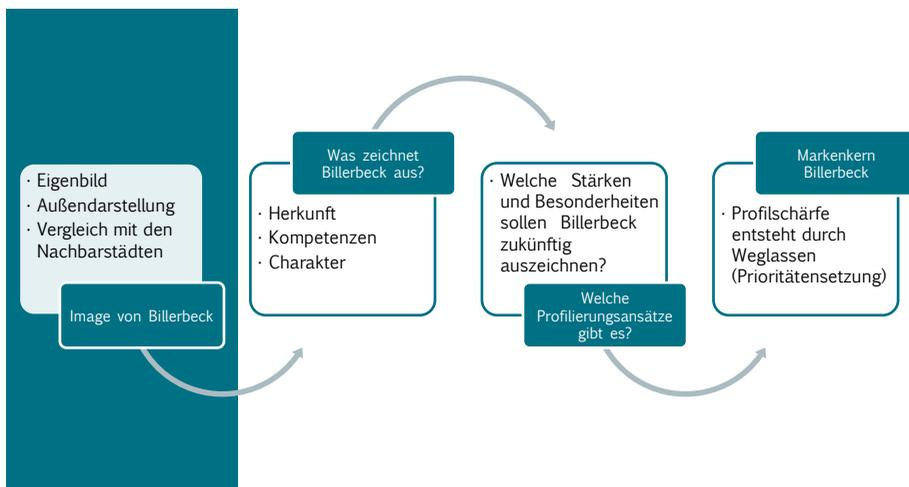 · Eigenbild
· Außendarstellung
· Vergleich mit den
Nachbarstädten
Image von Billerbeck
Was zeichnet
Billerbeck aus?
· Herkunft
· Kompetenzen
· Charakter
· Welche Stärken
und Besonderheiten
sollen Billerbeck
zukünftig
auszeichnen?
Welche
Profilierungsansätze
gibt es?
Markenkern
Billerbeck
· Profilschärfe
entsteht durch
Weglassen
(Prioritätensetzung)